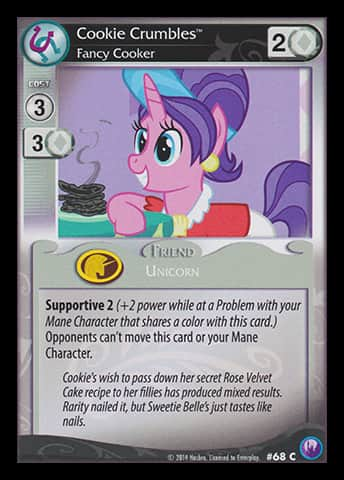 Cookie Crumbles™
Fancy Cooker
2
COST
3
3
Friend
Unicorn
Supportive 2 (+2 power while at a Problem with your
Mane Character that shares a color with this card.)
Opponents can't move this card or your Mane
Character.
Cookie's wish to pass down her secret Rose Velvet
Cake recipe to her fillies has produced mixed results.
Rarity nailed it, but Sweetie Belle's just tastes like
nails.
© 2014 Hasbro. Licensed to Enterplay.
#68 C